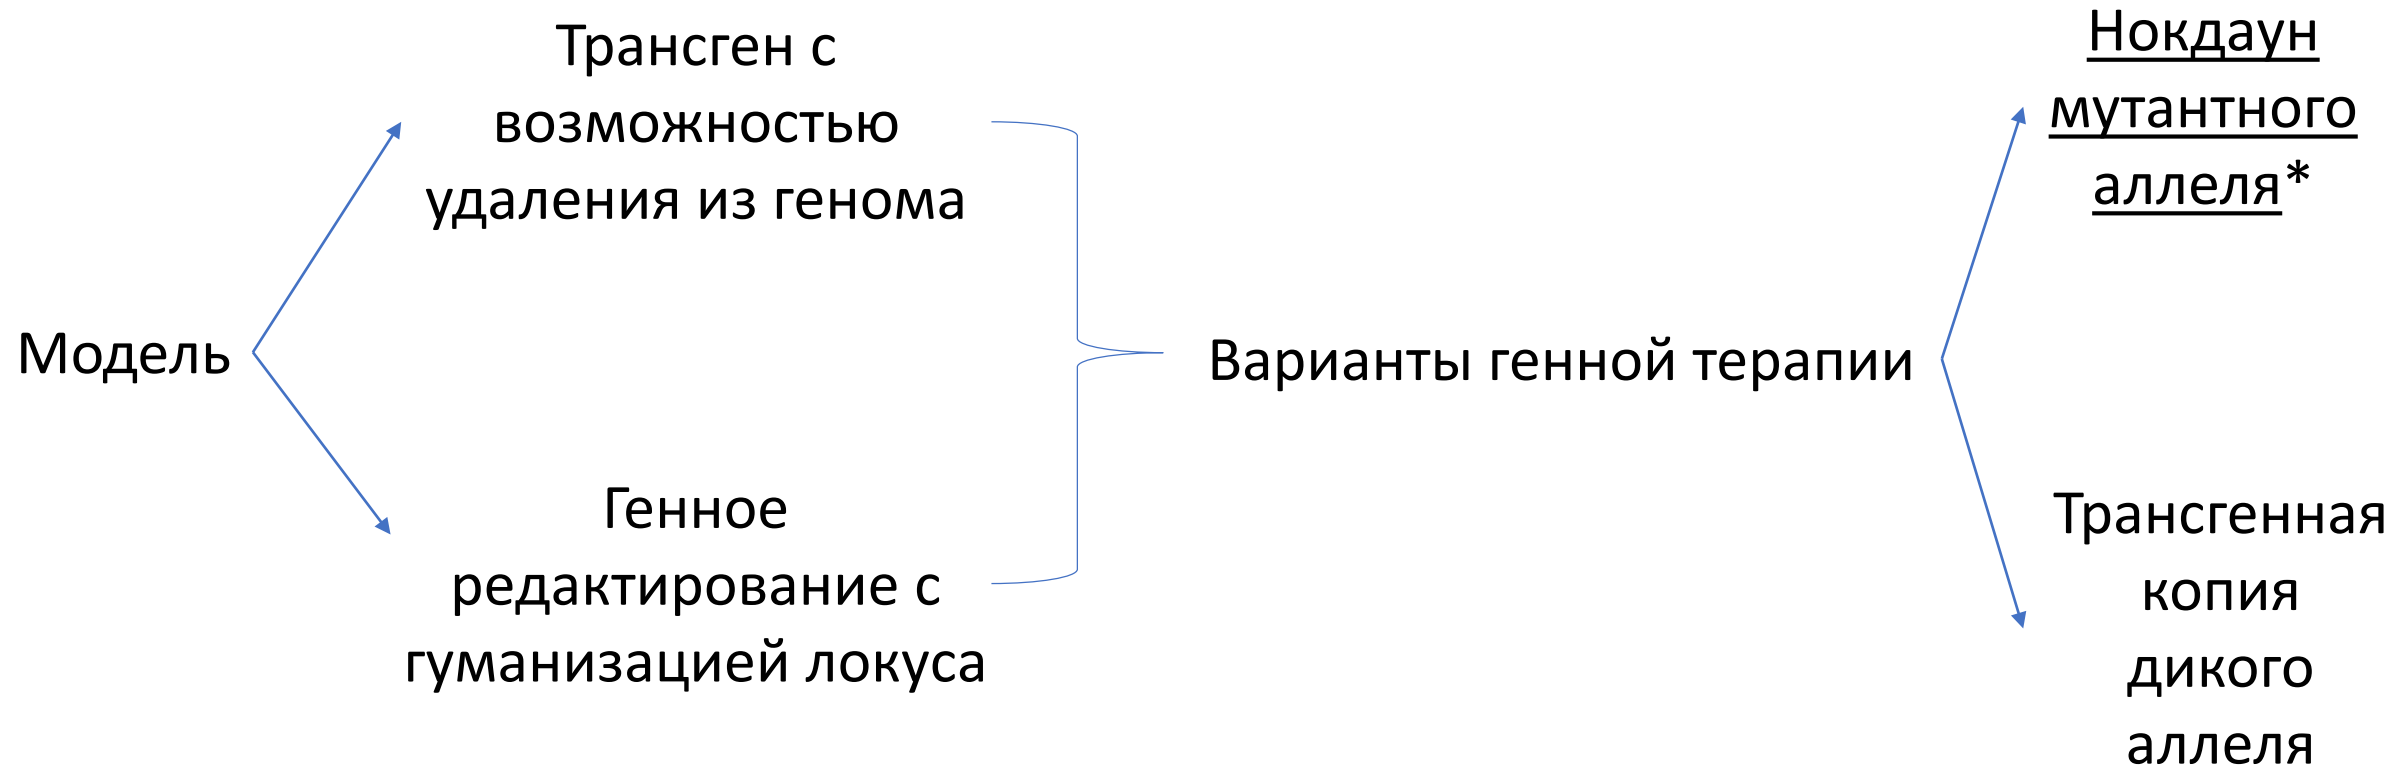 Модель
Трансген с
возможностью
удаления из генома
Генное
редактирование с
гуманизацией локуса
Варианты генной терапии
Нокдаун
мутантного
аллеля*
Трансгенная
копия
дикого
аллеля